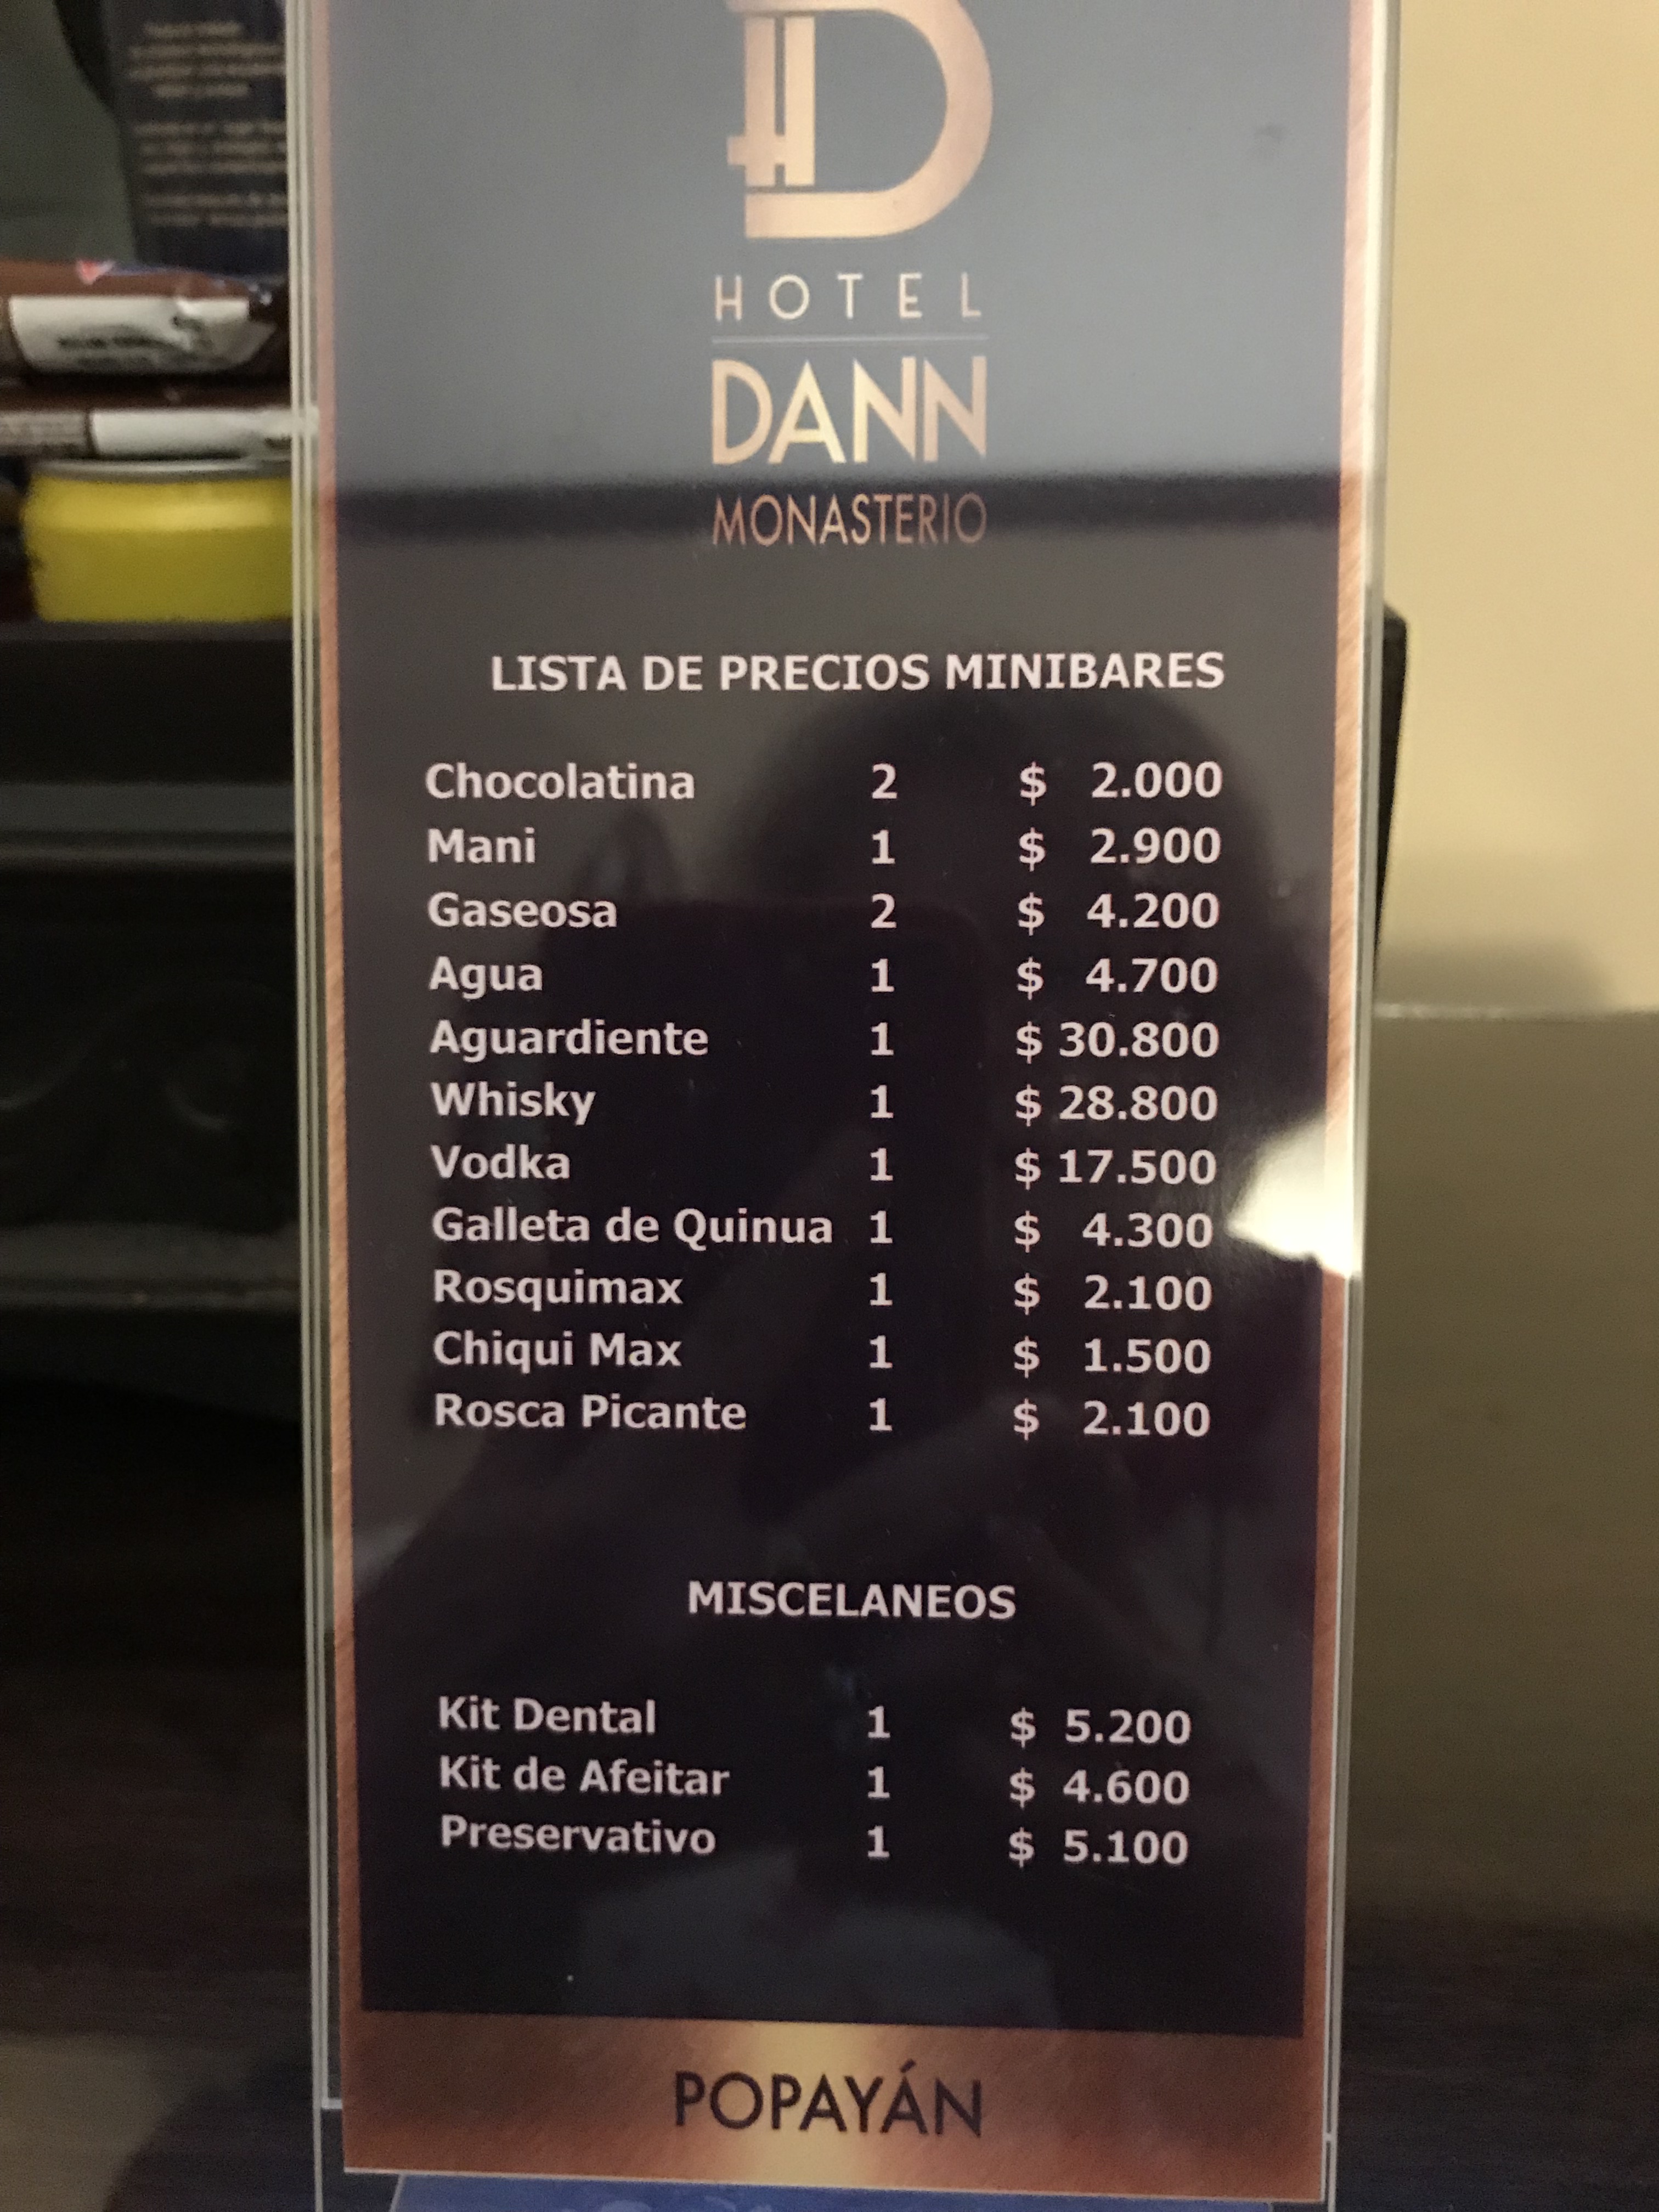 HOTEL
DANN
MONASTERIO
LISTA DE PRECIOS MINIBARES
Chocolatina 2 $ 2.000
Mani 1 $ 2.900
Gaseosa 2 $ 4.200
Agua 1 $ 4.700
Aguardiente 1 $ 30.800
Whisky 1 $ 28.800
Vodka 1 $ 17.500
Galleta de Quinua 1 $ 4.300
Rosquimax 1 $ 2.100
Chiqui Max 1 $ 1.500
Rosca Picante 1 $ 2.100
MISCELANEOS
Kit Dental 1 $ 5.200
Kit de Afeitar 1 $ 4.600
Preservativo 1 $ 5.100
POPAYÁN